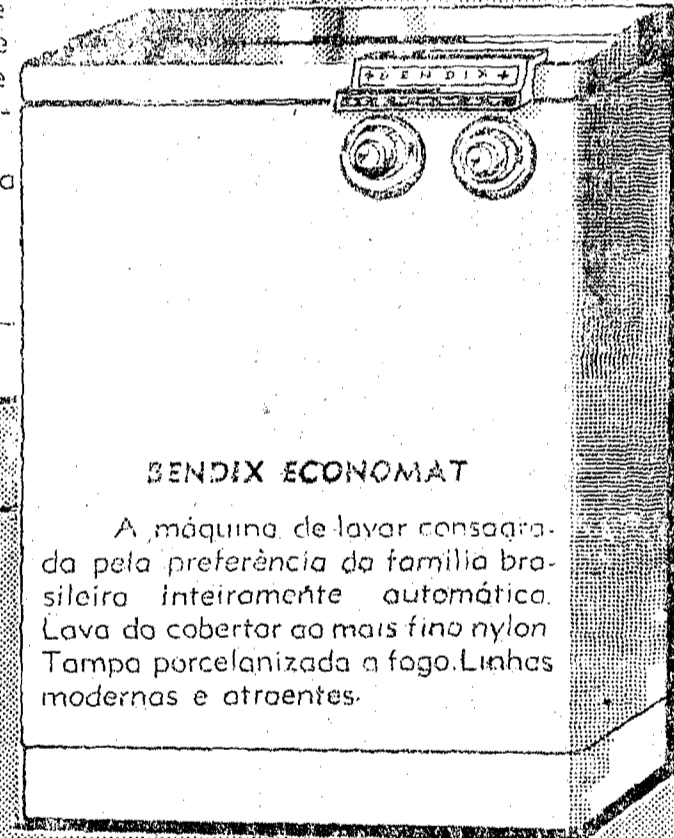 +BENDIX+
BENDIX ECONOMAT
A máquina de lavar consagra-
da pela preferência da familia bra-
sileira inteiramente automática.
Lava do cobertor ao mais fino nylon
Tampa porcelanizada a fogo. Linhas
modernas e atraentes.